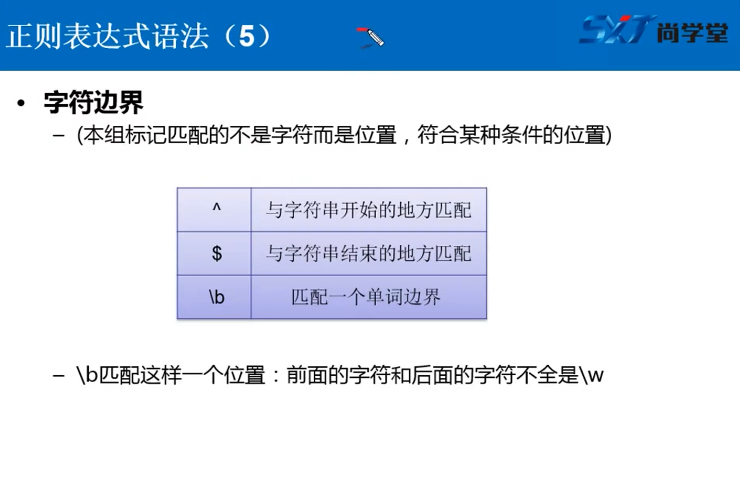 正则表达式语法（5）
SXT 尚学堂
• 字符边界
– (本组标记匹配的不是字符而是位置，符合某种条件的位置)
^ 与字符串开始的地方匹配
$ 与字符串结束的地方匹配
\b 匹配一个单词边界
– \b匹配这样一个位置：前面的字符和后面的字符不全是\w